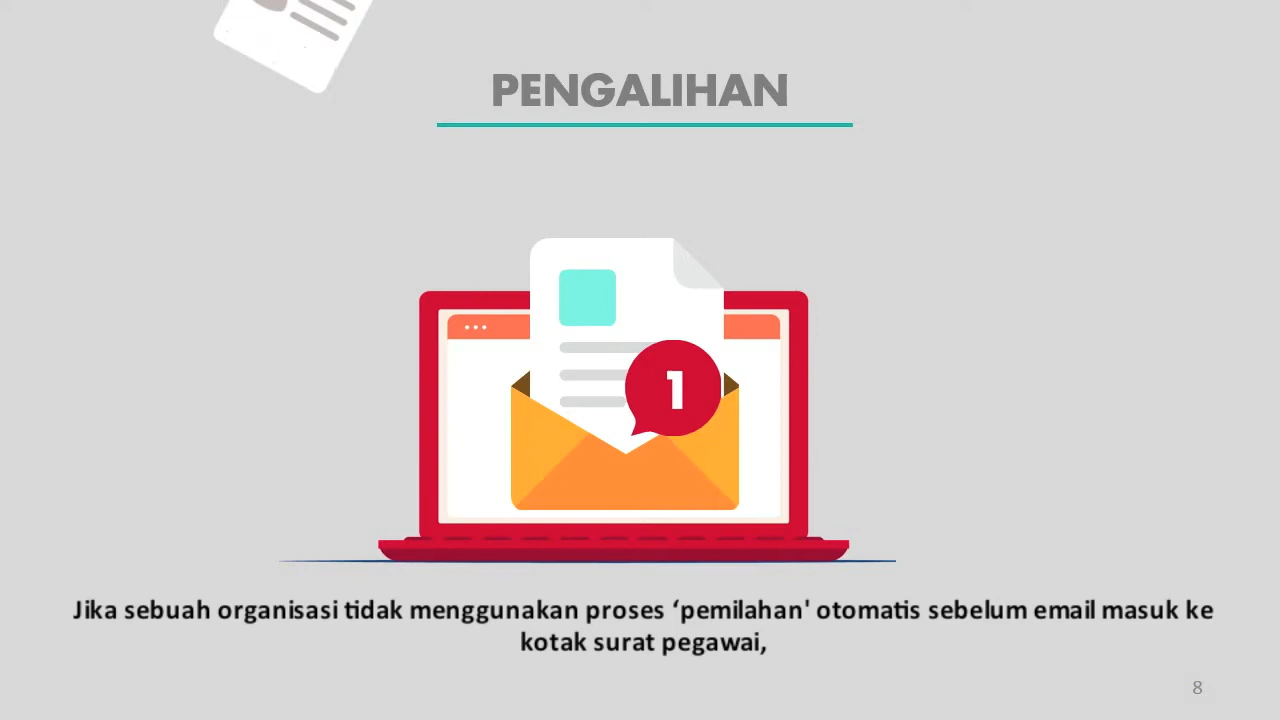 PENGALIHAN
1
Jika sebuah organisasi tidak menggunakan proses ‘pemilahan' otomatis sebelum email masuk ke
kotak surat pegawai,
8